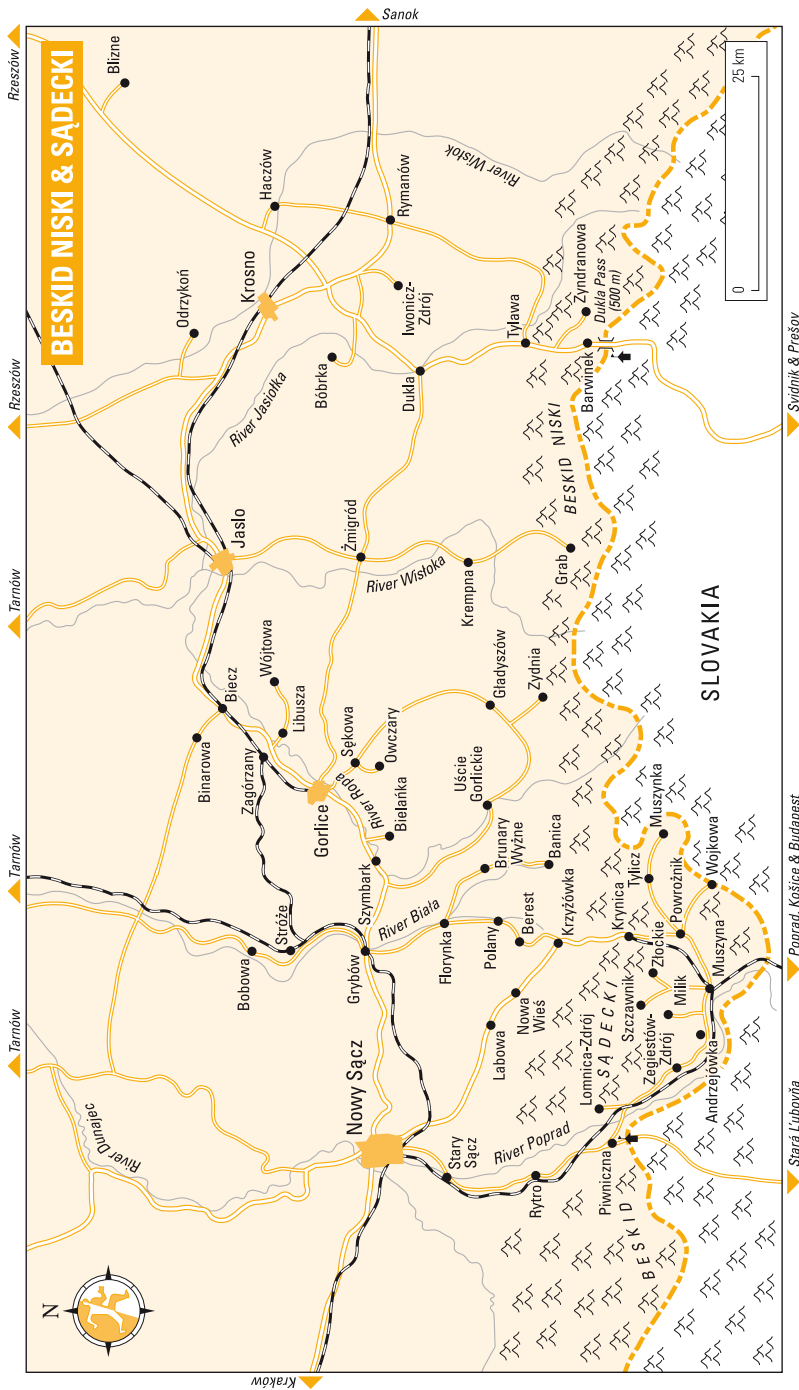 BESKID NISKI & SĄDECKI
Kraków
Tarnów
Tarnów
Tarnów
Rzeszów
Rzeszów
Sanok
N
River Dunajec
Nowy Sącz
Stary
Sącz
Rytro
River Poprad
Piwniczna
BESKID
SĄDECKI
Łomnica-Zdrój
Labowa
Nowa
Wieś
Szczawnik
Złockie
Milik
Zegiestów-
Zdrój
Andrzejówka
Muszyna
Krynica
Tylicz
Powroźnik
Muszynka
Wojkowa
Krzyżówka
Berest
Polany
Florynka
River Biała
Brunary
Wyżne
Banica
Grybów
Stróże
Bobowa
Szymbark
Bielanka
River Ropa
Gorlice
Sękowa
Owczary
Uście
Gorlickie
Gładyszów
Zydnia
Zagórzany
Libusza
Wójtowa
Biecz
Binarowa
Jasło
Żmigród
River Wisłoka
Krempna
Grab
BESKID NISKI
River Jasiołka
Bóbrka
Dukla
Tylawa
Zyndranowa
Barwinek
Dukla Pass
(500 m)
Iwonicz-
Zdrój
Rymanów
Krosno
Odrzykoń
Haczów
Blizne
River Wisłok
SLOVAKIA
0
25 km
Stará L'ubovňa
Poprad, Košice & Budapest
Svidnik & Prešov